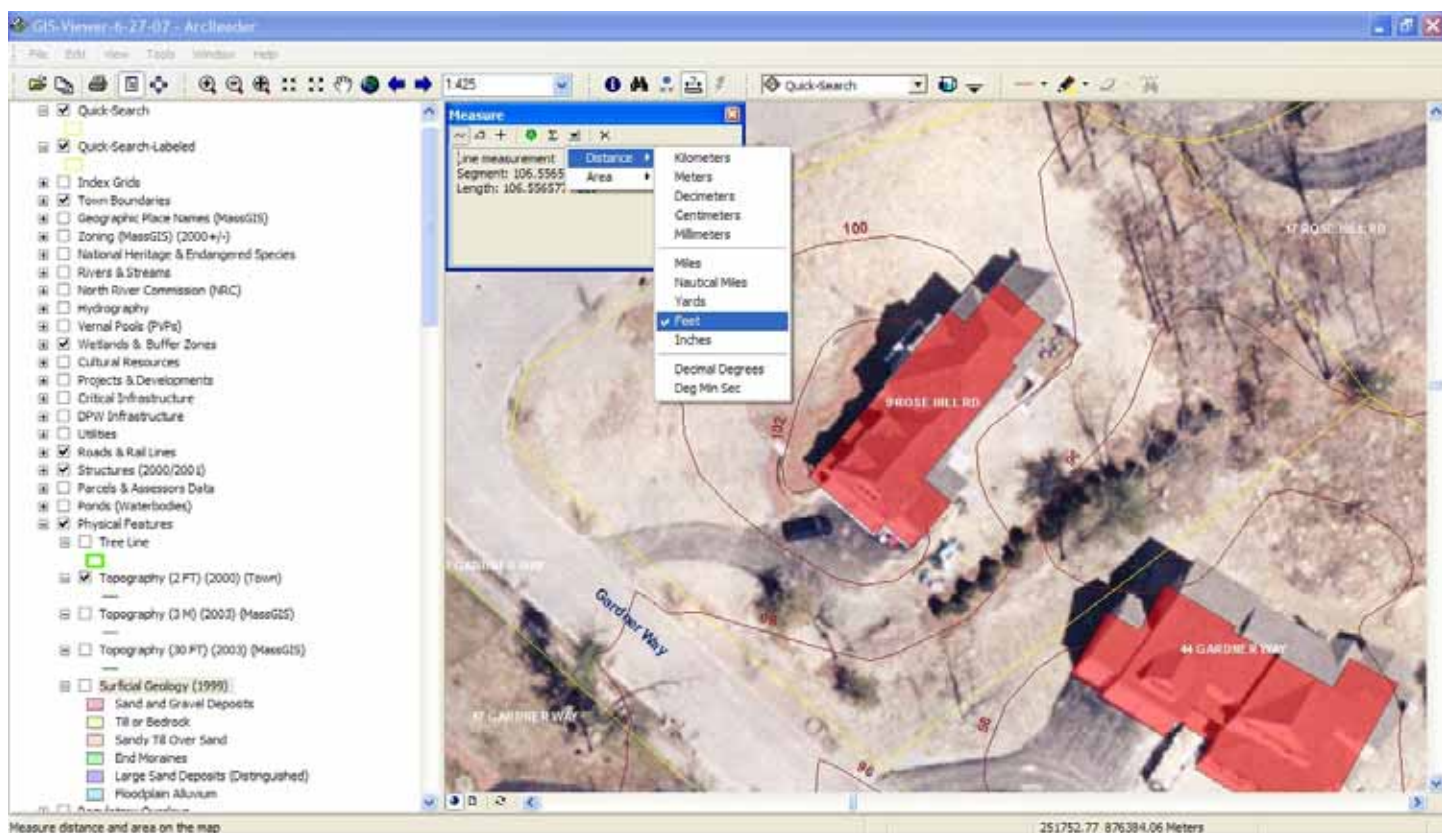 GIS-Viewer-6-27-07 - ArcReader
File Edit View Tools Window Help
1:425
Quick-Search
Quick-Search
Quick-Search-Labeled
Index Grids
Town Boundaries
Geographic Place Names (MassGIS)
Zoning (MassGIS) (2000+/-)
National Heritage & Endangered Species
Rivers & Streams
North River Commission (NRC)
Hydrography
Vernal Pools (PVPs)
Wetlands & Buffer Zones
Cultural Resources
Projects & Developments
Critical Infrastructure
DPW Infrastructure
Utilities
Roads & Rail Lines
Structures (2000/2001)
Parcels & Assessors Data
Ponds (Waterbodies)
Physical Features
Tree Line
Topography (2 FT) (2000) (Town)
Topography (3 M) (2003) (MassGIS)
Topography (30 FT) (2003) (MassGIS)
Surficial Geology (1999)
Sand and Gravel Deposits
Till or Bedrock
Sandy Till Over Sand
End Moraines
Large Sand Deposits (Distinguished)
Floodplain Alluvium
Measure
Line measurement
Segment: 106.5565
Length: 106.556577
Distance
Area
Kilometers
Meters
Decimeters
Centimeters
Millimeters
Miles
Nautical Miles
Yards
Feet
Inches
Decimal Degrees
Deg Min Sec
100
17 ROSE HILL RD
9 ROSE HILL RD
102
98
GARDNER WAY
Gardner Way
98
44 GARDNER WAY
37 GARDNER WAY
96
96
Measure distance and area on the map
251752.77 876384.06 Meters